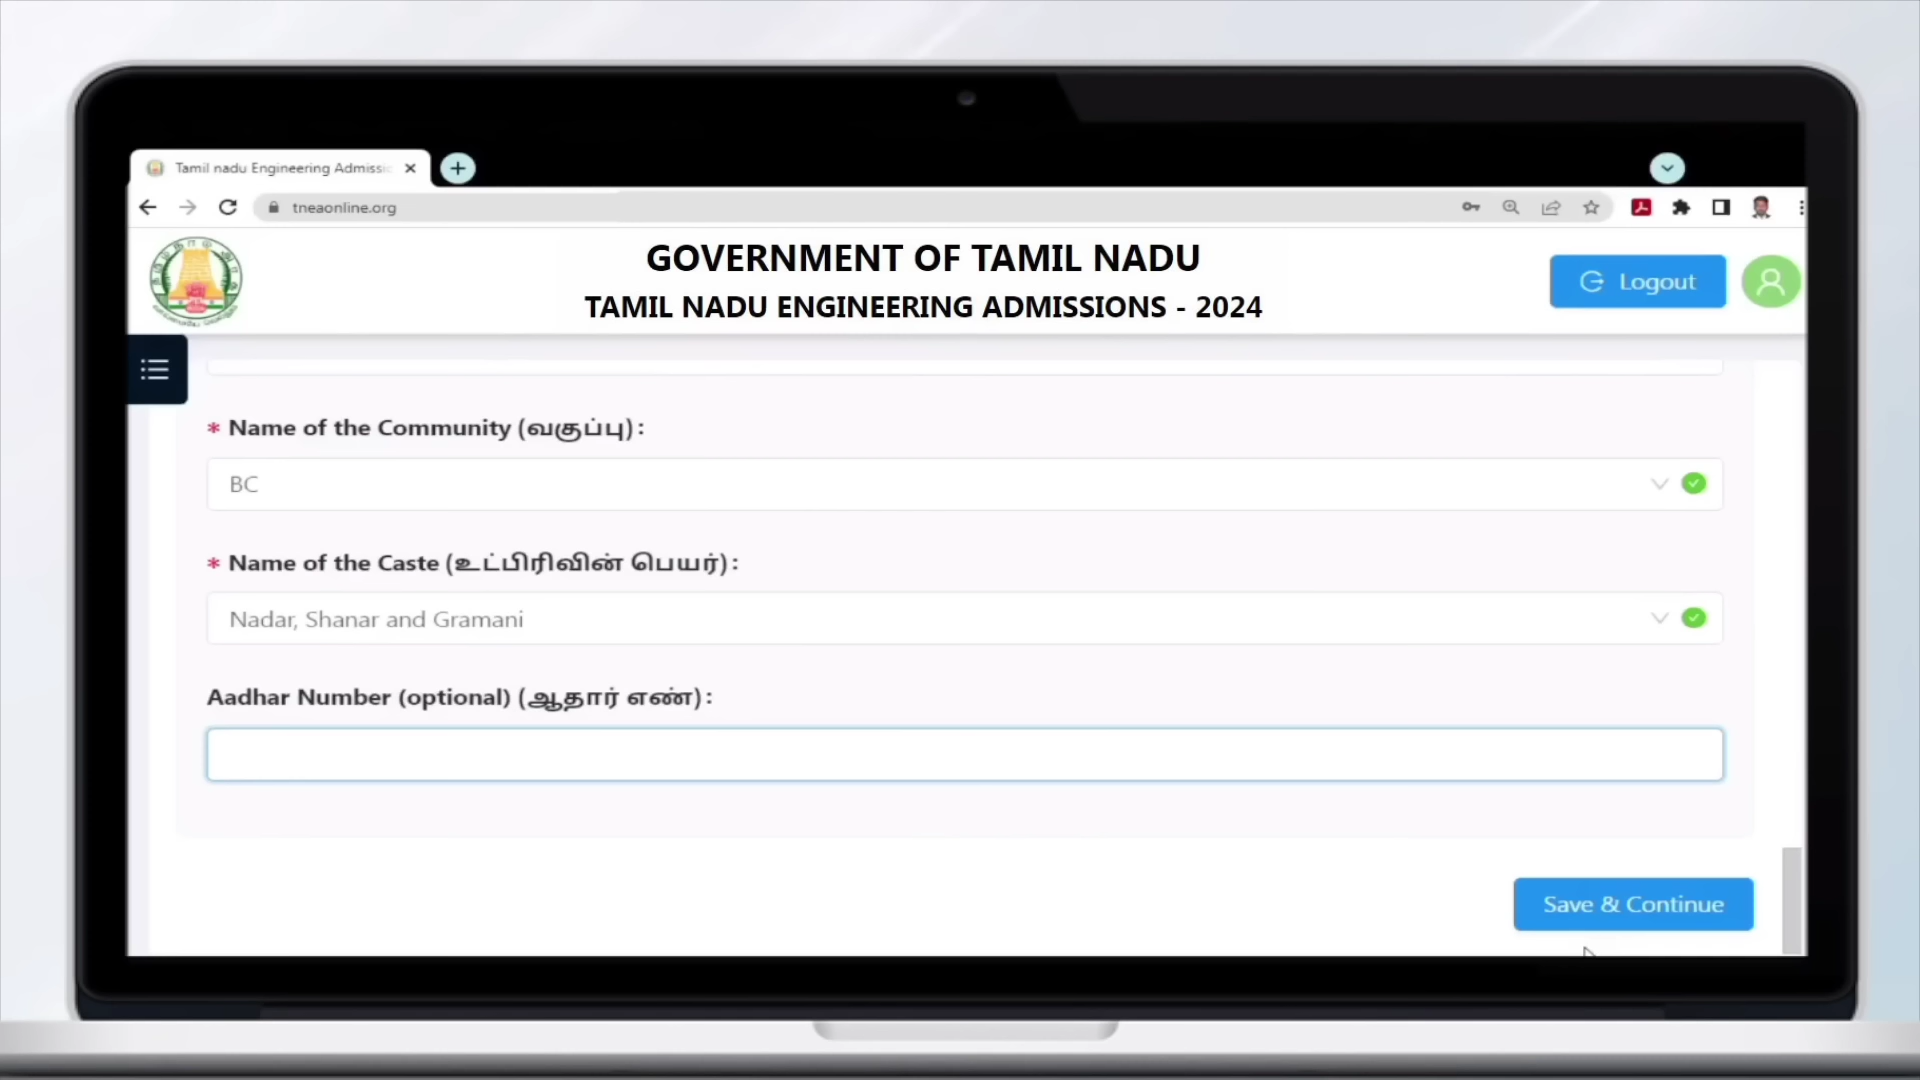 Tamil nadu Engineering Admissi
tneaonline.org
GOVERNMENT OF TAMIL NADU
TAMIL NADU ENGINEERING ADMISSIONS - 2024
Logout
* Name of the Community (வகுப்பு) :
BC
* Name of the Caste (உட்பிரிவின் பெயர்) :
Nadar, Shanar and Gramani
Aadhar Number (optional) (ஆதார் எண்) :
Save & Continue